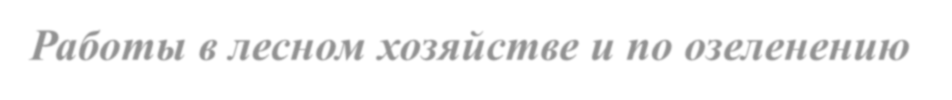 Работы в лесном хозяйстве и по озеленению